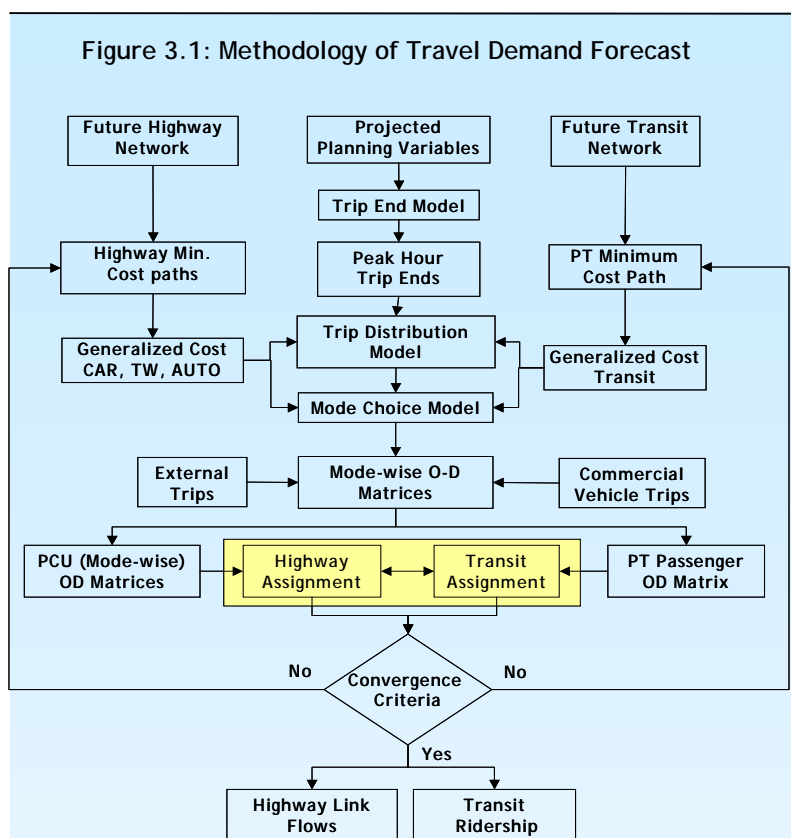 Figure 3.1: Methodology of Travel Demand Forecast
Future Highway
Network
Projected
Planning Variables
Future Transit
Network
Trip End Model
Highway Min.
Cost paths
Peak Hour
Trip Ends
PT Minimum
Cost Path
Trip Distribution
Model
Generalized Cost
CAR, TW, AUTO
Generalized Cost
Transit
Mode Choice Model
External
Trips
Mode-wise O-D
Matrices
Commercial
Vehicle Trips
PCU (Mode-wise)
OD Matrices
Highway
Assignment
Transit
Assignment
PT Passenger
OD Matrix
No
Convergence
Criteria
No
Yes
Highway Link
Flows
Transit
Ridership